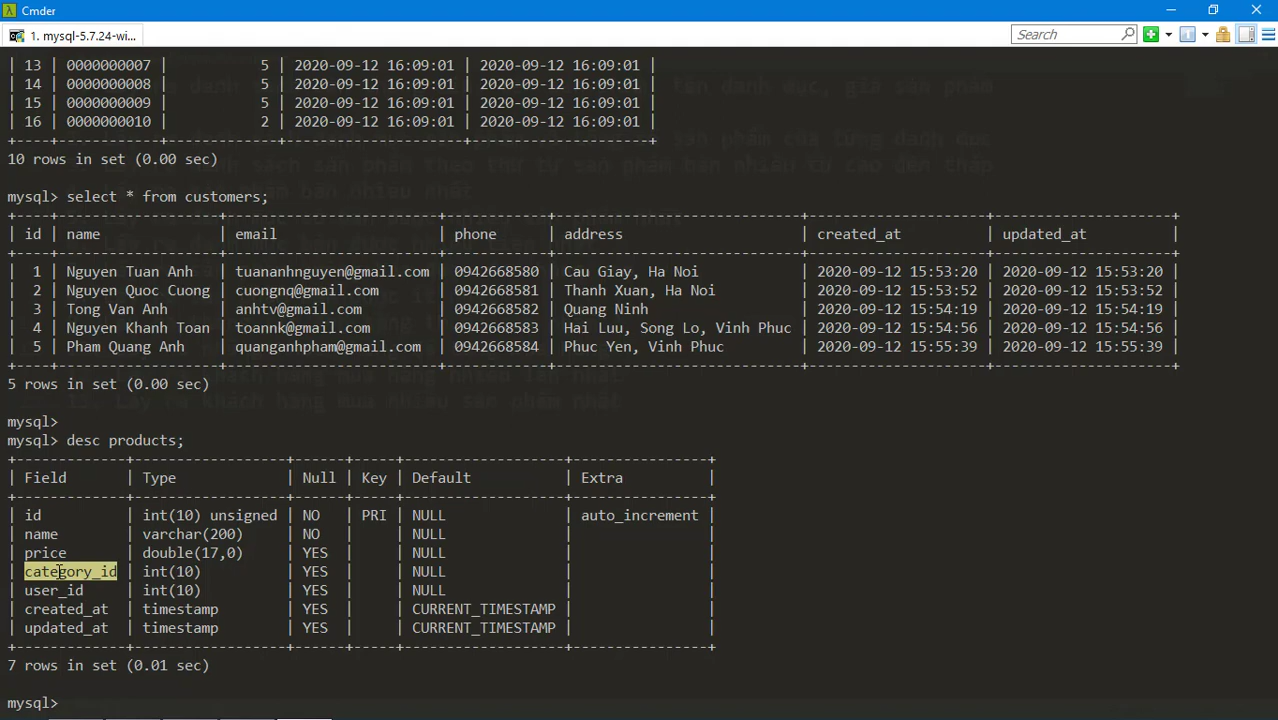 Cmder
1. mysql-5.7.24-wi...
Search
| 13 | 0000000007 |           5 | 2020-09-12 16:09:01 | 2020-09-12 16:09:01 |
| 14 | 0000000008 |           5 | 2020-09-12 16:09:01 | 2020-09-12 16:09:01 |
| 15 | 0000000009 |           5 | 2020-09-12 16:09:01 | 2020-09-12 16:09:01 |
| 16 | 0000000010 |           2 | 2020-09-12 16:09:01 | 2020-09-12 16:09:01 |
10 rows in set (0.00 sec)
mysql> select * from customers;
| id | name              | email                   | phone      | address                     | created_at          | updated_at          |
|  1 | Nguyen Tuan Anh   | tuananhnguyen@gmail.com | 0942668580 | Cau Giay, Ha Noi            | 2020-09-12 15:53:20 | 2020-09-12 15:53:20 |
|  2 | Nguyen Quoc Cuong | cuongnq@gmail.com       | 0942668581 | Thanh Xuan, Ha Noi          | 2020-09-12 15:53:52 | 2020-09-12 15:53:52 |
|  3 | Tong Van Anh      | anhtv@gmail.com         | 0942668582 | Quang Ninh                  | 2020-09-12 15:54:19 | 2020-09-12 15:54:19 |
|  4 | Nguyen Khanh Toan | toannk@gmail.com        | 0942668583 | Hai Luu, Song Lo, Vinh Phuc | 2020-09-12 15:54:56 | 2020-09-12 15:54:56 |
|  5 | Pham Quang Anh    | quanganhpham@gmail.com  | 0942668584 | Phuc Yen, Vinh Phuc         | 2020-09-12 15:55:39 | 2020-09-12 15:55:39 |
5 rows in set (0.00 sec)
mysql>
mysql> desc products;
| Field       | Type             | Null | Key | Default           | Extra          |
| id          | int(10) unsigned | NO   | PRI | NULL              | auto_increment |
| name        | varchar(200)     | NO   |     | NULL              |                |
| price       | double(17,0)     | YES  |     | NULL              |                |
| category_id | int(10)          | YES  |     | NULL              |                |
| user_id     | int(10)          | YES  |     | NULL              |                |
| created_at  | timestamp        | YES  |     | CURRENT_TIMESTAMP |                |
| updated_at  | timestamp        | YES  |     | CURRENT_TIMESTAMP |                |
7 rows in set (0.01 sec)
mysql>